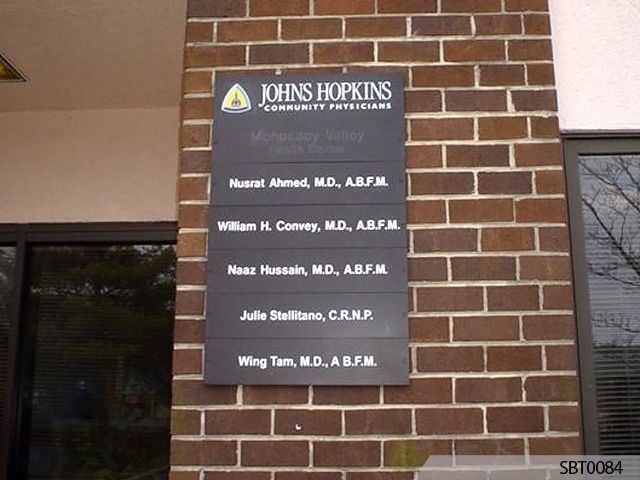 JOHNS HOPKINS
COMMUNITY PHYSICIANS
Monocacy Valley
Health Center
Nusrat Ahmed, M.D., A.B.F.M.
William H. Convey, M.D., A.B.F.M.
Naaz Hussain, M.D., A.B.F.M.
Julie Stellitano, C.R.N.P.
Wing Tam, M.D., A B.F.M.
SBT0084